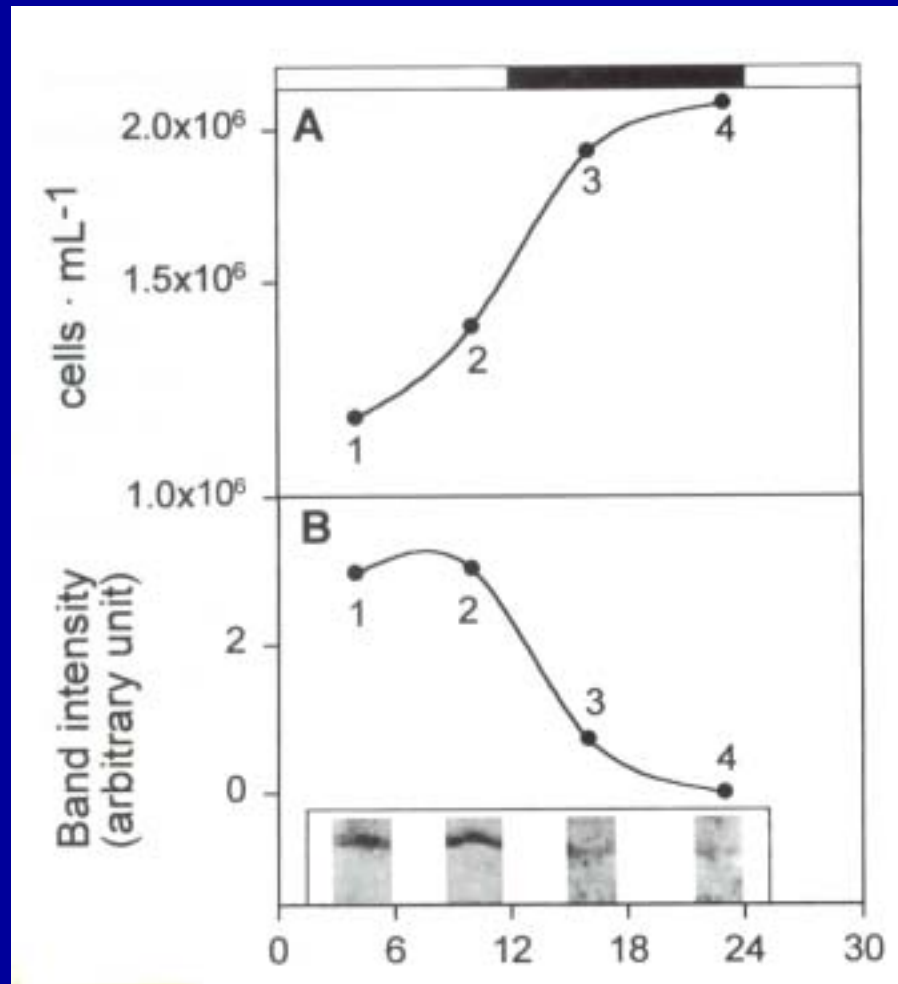 A
2.0x10⁶
1.5x10⁶
1.0x10⁶
cells · mL-1
1
2
3
4
B
Band intensity
(arbitrary unit)
2
0
1
2
3
4
0 6 12 18 24 30